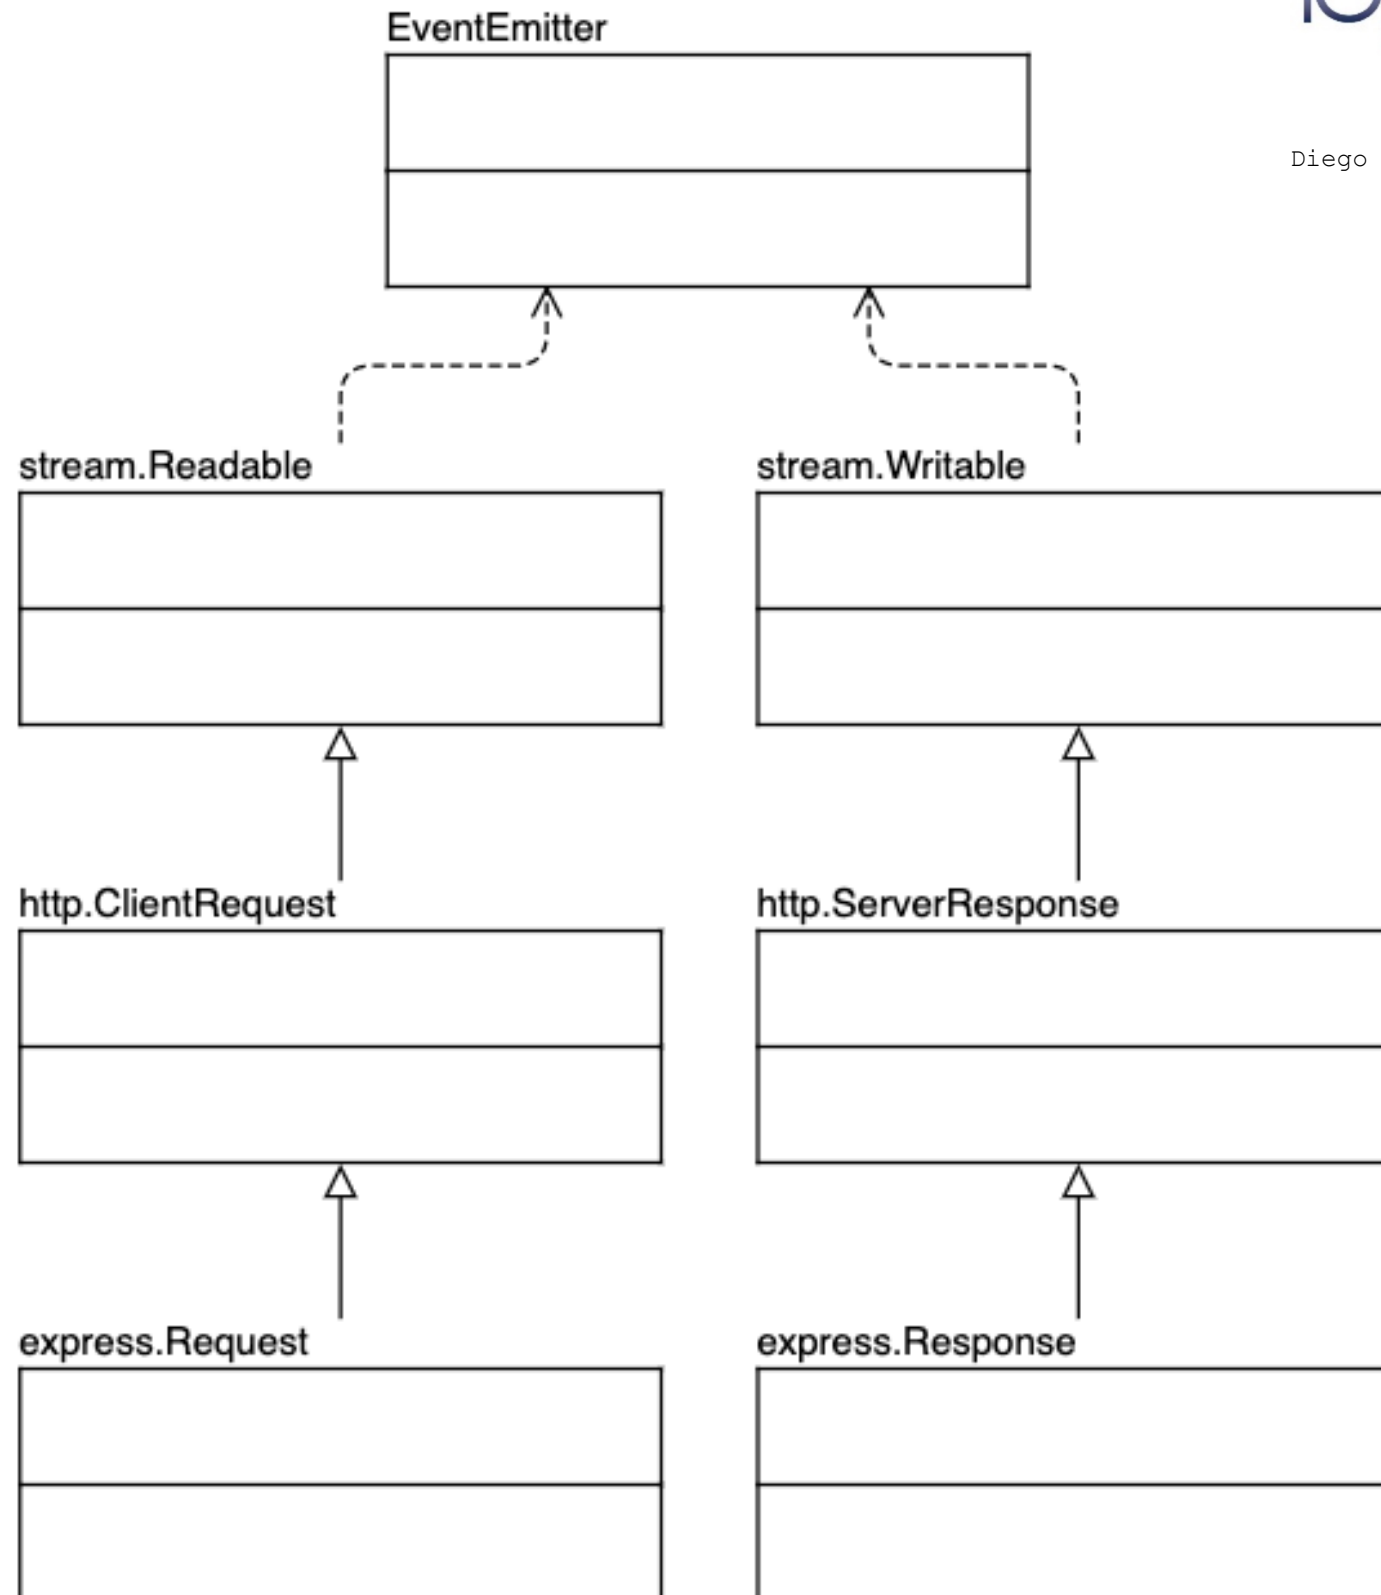 EventEmitter
Diego
stream.Readable
stream.Writable
http.ClientRequest
http.ServerResponse
express.Request
express.Response